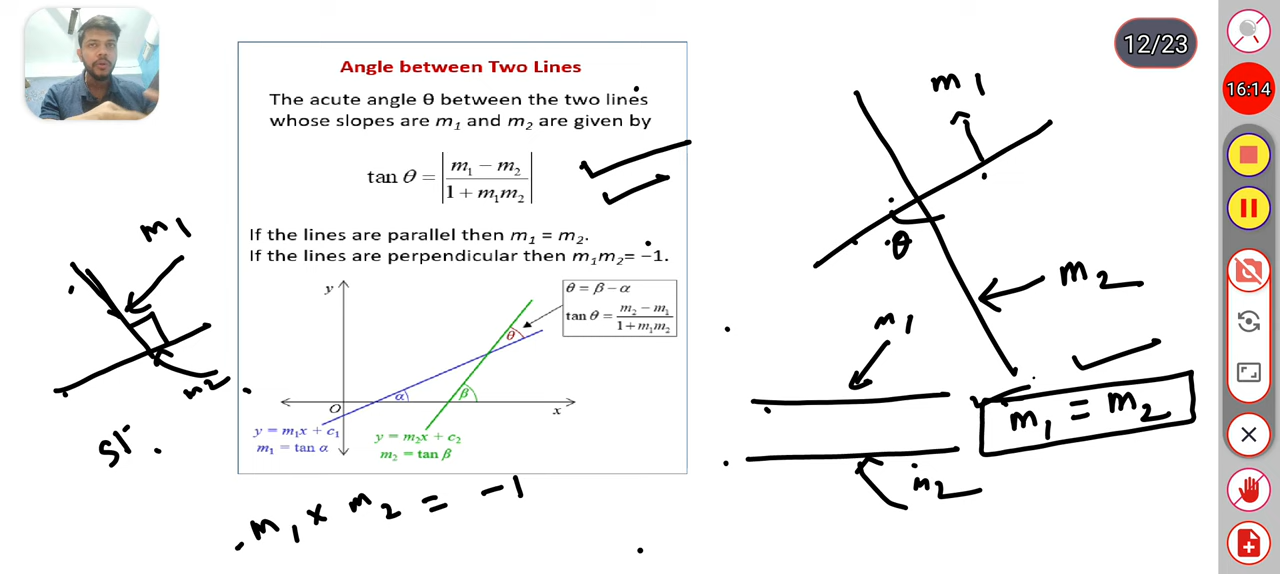 12/23
16:14
Angle between Two Lines
The acute angle θ between the two lines
whose slopes are m₁ and m₂ are given by
tan θ = |(m₁ − m₂)/(1 + m₁m₂)|
If the lines are parallel then m₁ = m₂.
If the lines are perpendicular then m₁m₂= −1.
y
θ = β − α
tan θ = (m₂ − m₁)/(1 + m₁m₂)
θ
α
β
O
x
y = m₁x + c₁
m₁ = tan α
y = m₂x + c₂
m₂ = tan β
m1
m2
m₁ × m₂ = −1
m1
θ
m2
m1
m₁ = m₂
m2